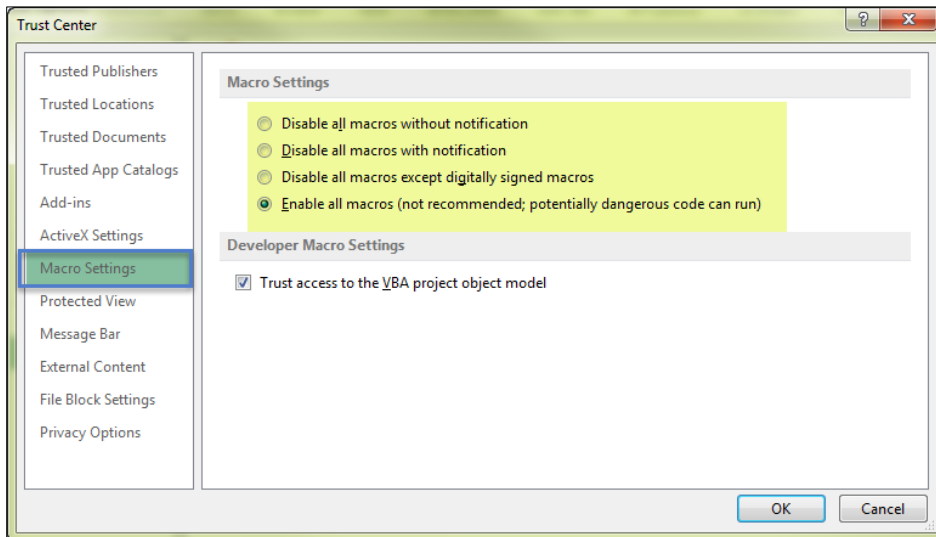 Trust Center
Trusted Publishers
Trusted Locations
Trusted Documents
Trusted App Catalogs
Add-ins
ActiveX Settings
Macro Settings
Protected View
Message Bar
External Content
File Block Settings
Privacy Options
Macro Settings
Disable all macros without notification
Disable all macros with notification
Disable all macros except digitally signed macros
Enable all macros (not recommended; potentially dangerous code can run)
Developer Macro Settings
Trust access to the VBA project object model
OK
Cancel